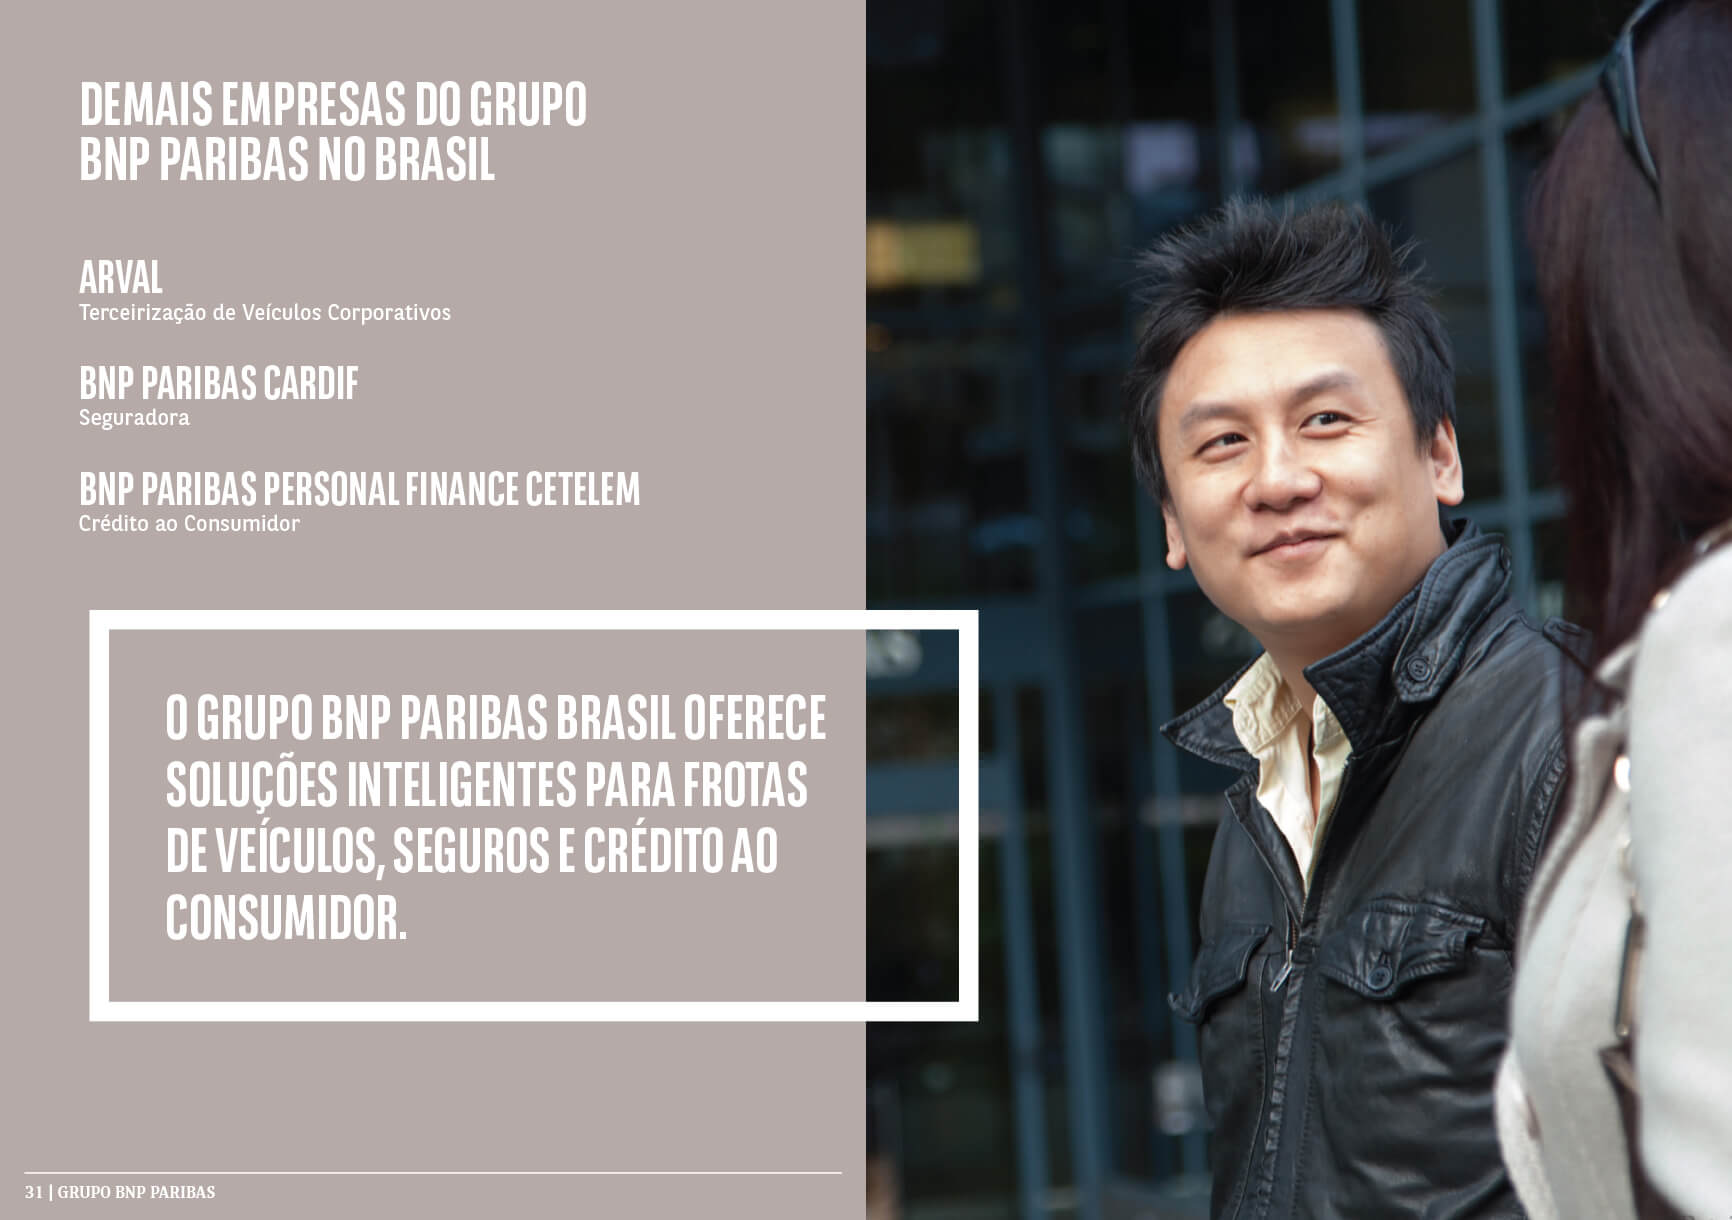 DEMAIS EMPRESAS DO GRUPO
BNP PARIBAS NO BRASIL
ARVAL
Terceirização de Veículos Corporativos
BNP PARIBAS CARDIF
Seguradora
BNP PARIBAS PERSONAL FINANCE CETELEM
Crédito ao Consumidor
O GRUPO BNP PARIBAS BRASIL OFERECE
SOLUÇÕES INTELIGENTES PARA FROTAS
DE VEÍCULOS, SEGUROS E CRÉDITO AO
CONSUMIDOR.
31 | GRUPO BNP PARIBAS